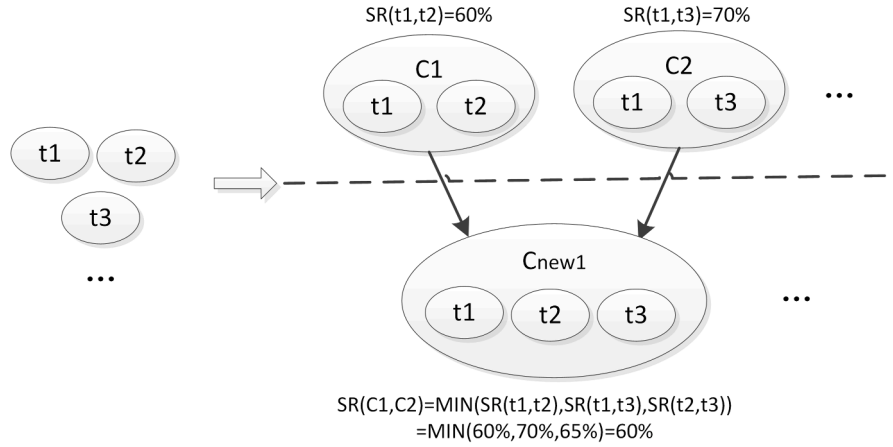 SR(t1,t2)=60%
SR(t1,t3)=70%
C1
t1
t2
C2
t1
t3
...
t1
t2
t3
...
Cnew1
t1
t2
t3
...
SR(C1,C2)=MIN(SR(t1,t2),SR(t1,t3),SR(t2,t3))
=MIN(60%,70%,65%)=60%